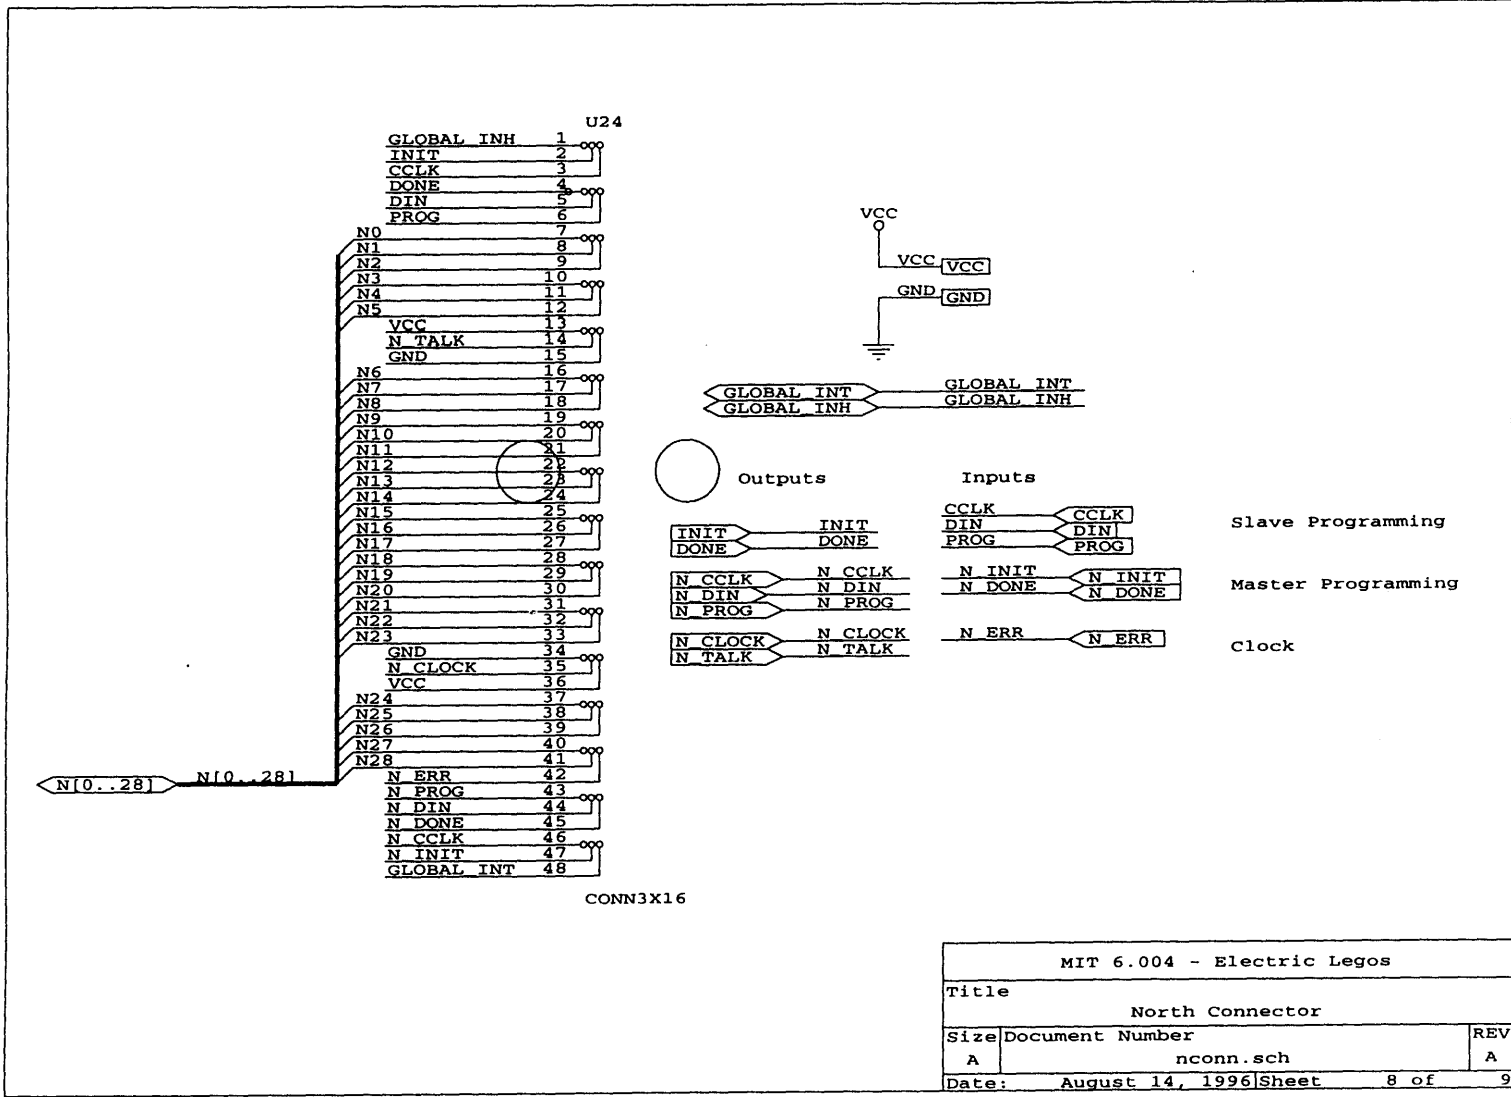 U24
GLOBAL_INH 1
INIT 2
CCLK 3
DONE 4
DIN 5
PROG 6
N0 7
N1 8
N2 9
N3 10
N4 11
N5 12
VCC 13
N_TALK 14
GND 15
N6 16
N7 17
N8 18
N9 19
N10 20
N11 21
N12 22
N13 23
N14 24
N15 25
N16 26
N17 27
N18 28
N19 29
N20 30
N21 31
N22 32
N23 33
GND 34
N_CLOCK 35
VCC 36
N24 37
N25 38
N26 39
N27 40
N28 41
N_ERR 42
N_PROG 43
N_DIN 44
N_DONE 45
N_CCLK 46
N_INIT 47
GLOBAL_INT 48
CONN3X16
N[0..28] N[0..28]
VCC
VCC VCC
GND GND
GLOBAL_INT GLOBAL_INT
GLOBAL_INH GLOBAL_INH
Outputs Inputs
INIT INIT
DONE DONE
CCLK CCLK
DIN DIN
PROG PROG
Slave Programming
N_CCLK N_CCLK
N_DIN N_DIN
N_PROG N_PROG
N_INIT N_INIT
N_DONE N_DONE
Master Programming
N_CLOCK N_CLOCK
N_TALK N_TALK
N_ERR N_ERR
Clock
MIT 6.004 - Electric Legos
Title
North Connector
Size Document Number REV
A nconn.sch A
Date: August 14, 1996 Sheet 8 of 9